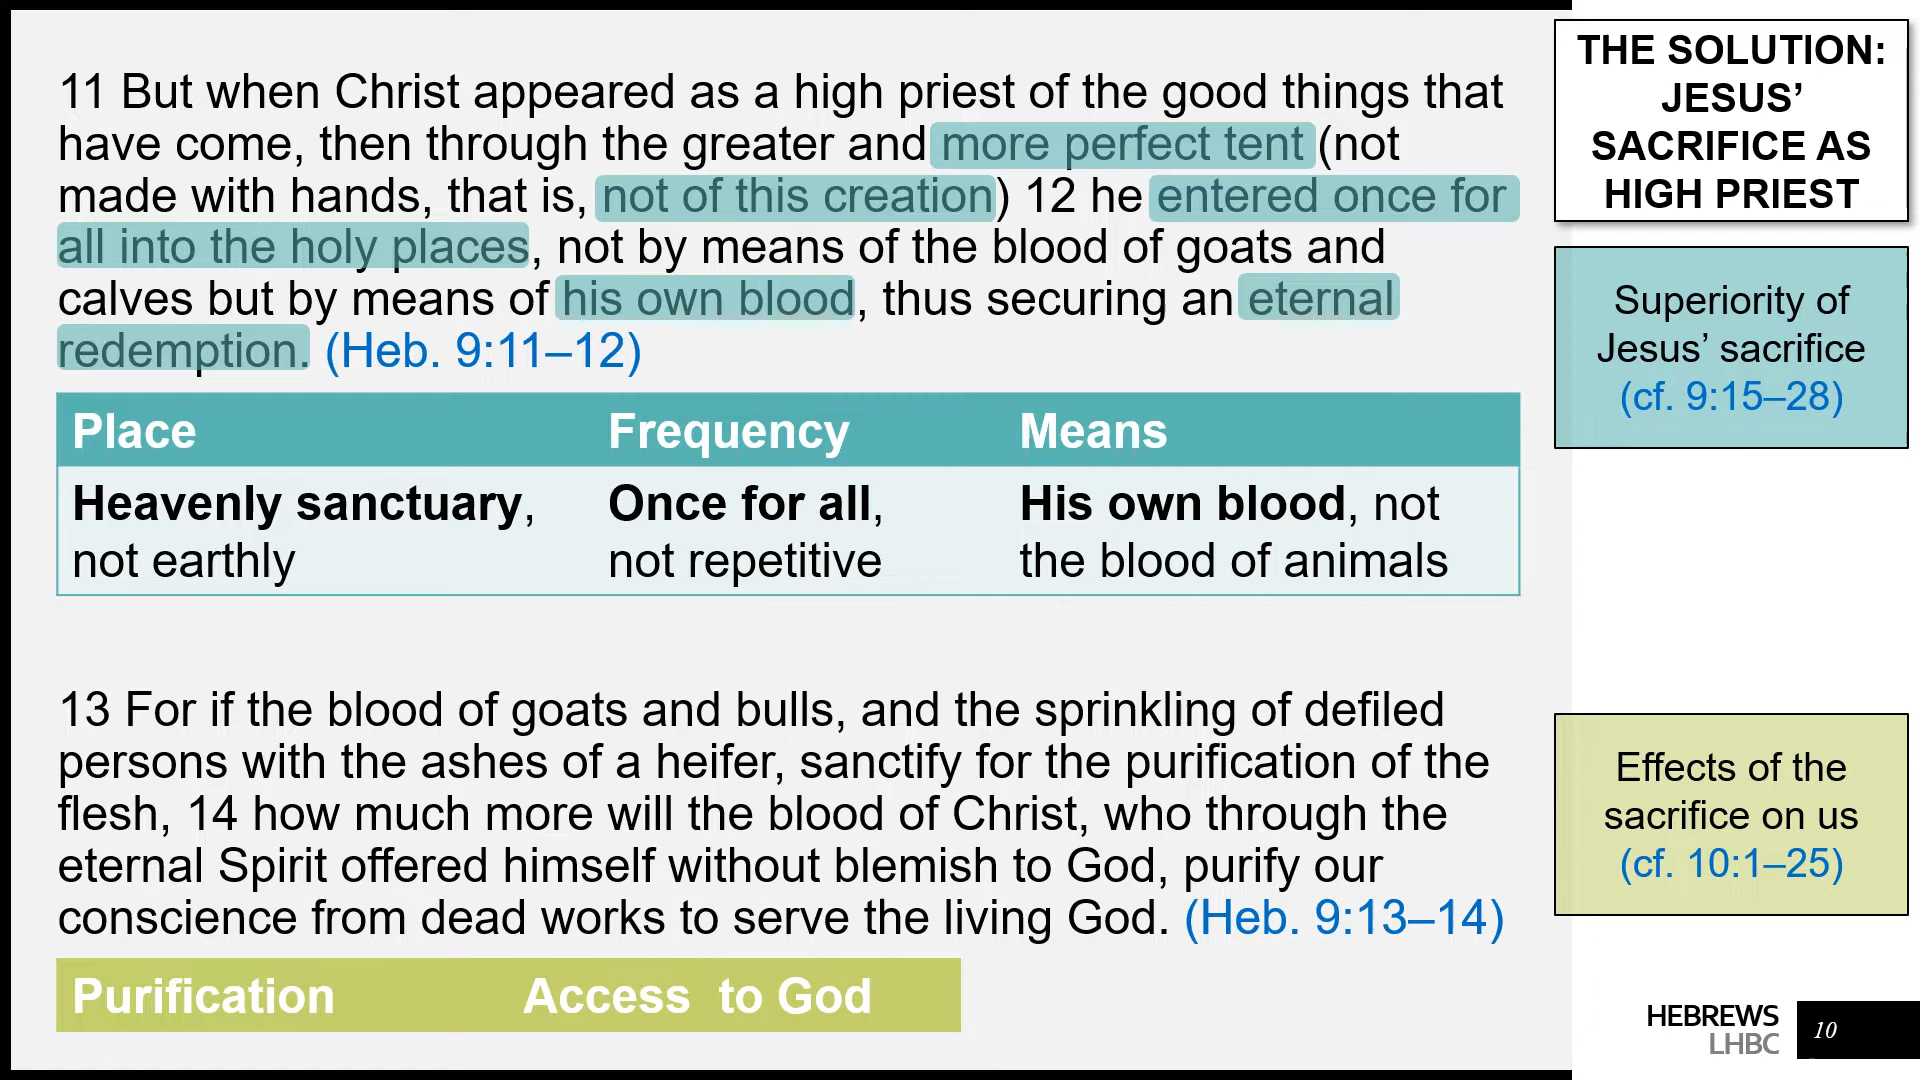 11 But when Christ appeared as a high priest of the good things that
have come, then through the greater and more perfect tent (not
made with hands, that is, not of this creation) 12 he entered once for
all into the holy places, not by means of the blood of goats and
calves but by means of his own blood, thus securing an eternal
redemption. (Heb. 9:11–12)
Place Frequency Means
Heavenly sanctuary, Once for all, His own blood, not
not earthly not repetitive the blood of animals
13 For if the blood of goats and bulls, and the sprinkling of defiled
persons with the ashes of a heifer, sanctify for the purification of the
flesh, 14 how much more will the blood of Christ, who through the
eternal Spirit offered himself without blemish to God, purify our
conscience from dead works to serve the living God. (Heb. 9:13–14)
Purification Access to God
THE SOLUTION:
JESUS’
SACRIFICE AS
HIGH PRIEST
Superiority of
Jesus’ sacrifice
(cf. 9:15–28)
Effects of the
sacrifice on us
(cf. 10:1–25)
HEBREWS
LHBC
10